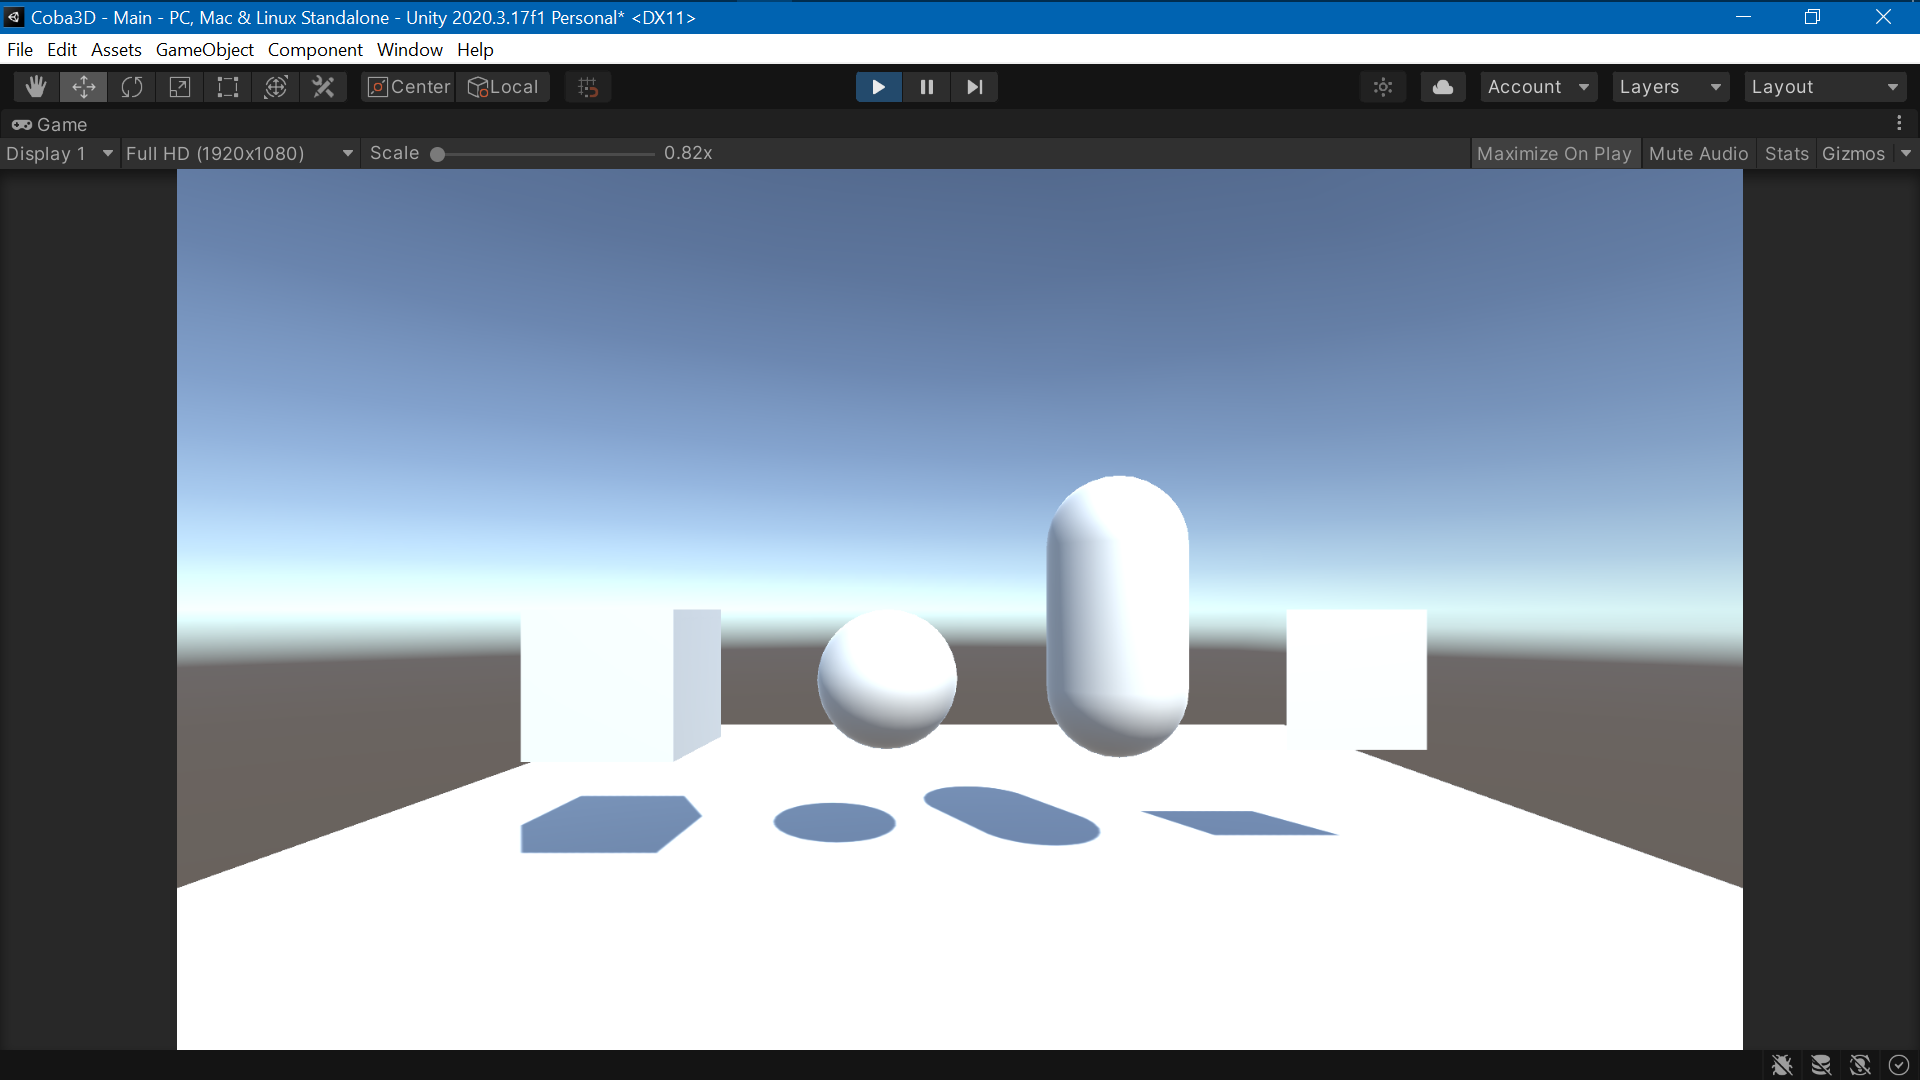 Coba3D - Main - PC, Mac & Linux Standalone - Unity 2020.3.17f1 Personal* <DX11>
File Edit Assets GameObject Component Window Help
Center Local Account Layers Layout
Game
Display 1 Full HD (1920x1080) Scale 0.82x Maximize On Play Mute Audio Stats Gizmos